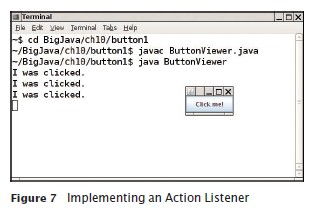 Terminal
File Edit View Terminal Tabs Help
~$ cd BigJava/ch10/button1
~/BigJava/ch10/button1$ javac ButtonViewer.java
~/BigJava/ch10/button1$ java ButtonViewer
I was clicked.
I was clicked.
I was clicked.
Click me!
Figure 7 Implementing an Action Listener